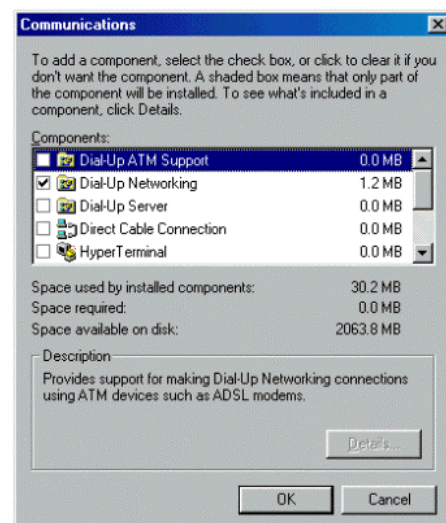 Communications
To add a component, select the check box, or click to clear it if you
don't want the component. A shaded box means that only part of
the component will be installed. To see what's included in a
component, click Details.
Components:
Dial-Up ATM Support 0.0 MB
Dial-Up Networking 1.2 MB
Dial-Up Server 0.0 MB
Direct Cable Connection 0.0 MB
HyperTerminal 0.0 MB
Space used by installed components: 30.2 MB
Space required: 0.0 MB
Space available on disk: 2063.8 MB
Description
Provides support for making Dial-Up Networking connections
using ATM devices such as ADSL modems.
Details...
OK Cancel